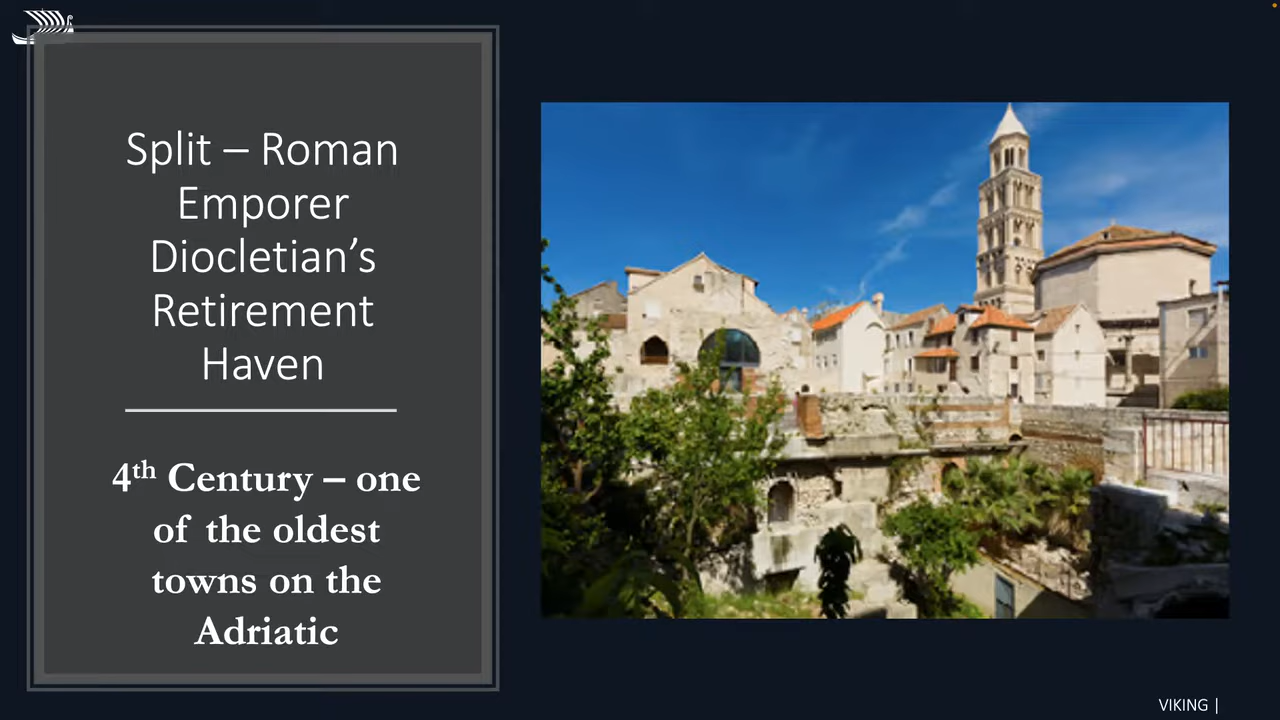 Split – Roman
Emporer
Diocletian’s
Retirement
Haven
4th Century – one
of the oldest
towns on the
Adriatic
VIKING |